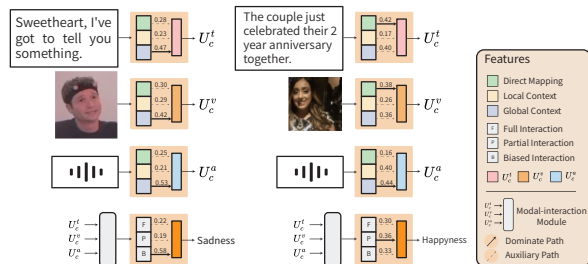 Sweetheart, I've
got to tell you
something.
0.28
0.23
0.47
U_c^t
The couple just
celebrated their 2
year anniversary
together.
0.42
0.17
0.40
U_c^t
0.30
0.29
0.42
U_c^v
0.38
0.26
0.36
U_c^v
0.25
0.21
0.53
U_c^a
0.16
0.40
0.44
U_c^a
U_c^t
U_c^v
U_c^a
F 0.22
P 0.19
B 0.58
Sadness
U_c^t
U_c^v
U_c^a
F 0.30
P 0.36
B 0.33
Happyness
Features
Direct Mapping
Local Context
Global Context
F Full Interaction
P Partial Interaction
B Biased Interaction
U_c^t U_c^v U_c^a
U_c^t
U_c^v
U_c^a
Modal-interaction
Module
Dominate Path
Auxiliary Path